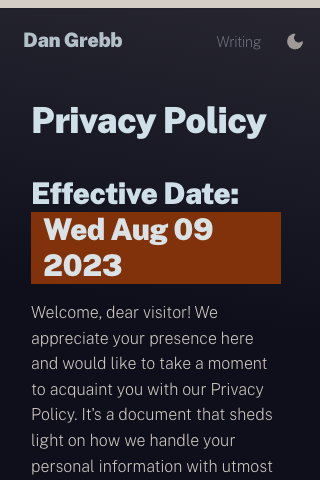 Dan Grebb
Writing
Privacy Policy
Effective Date:
Wed Aug 09
2023
Welcome, dear visitor! We
appreciate your presence here
and would like to take a moment
to acquaint you with our Privacy
Policy. It's a document that sheds
light on how we handle your
personal information with utmost